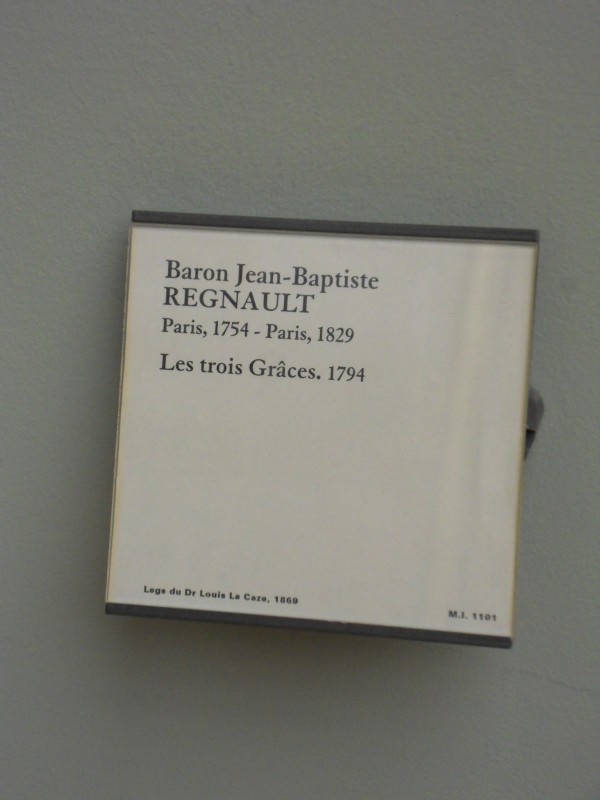 Baron Jean-Baptiste
REGNAULT
Paris, 1754 - Paris, 1829
Les trois Grâces. 1794
Legs du Dr Louis La Caze, 1869
M.I. 1101